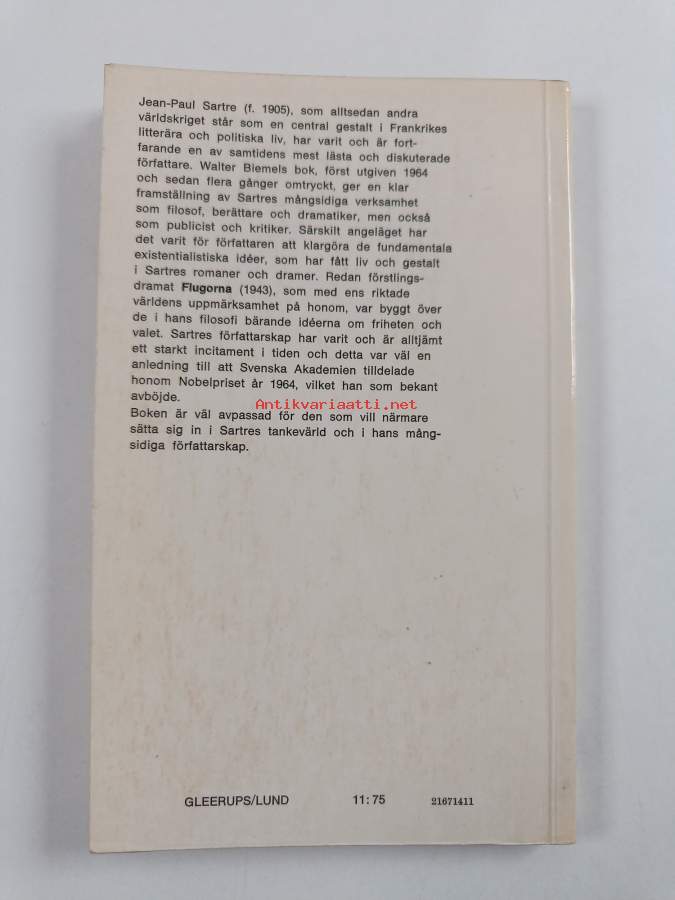 Jean-Paul Sartre (f. 1905), som alltsedan andra
världskriget står som en central gestalt i Frankrikes
litterära och politiska liv, har varit och är fort-
farande en av samtidens mest lästa och diskuterade
författare. Walter Biemels bok, först utgiven 1964
och sedan flera gånger omtryckt, ger en klar
framställning av Sartres mångsidiga verksamhet
som filosof, berättare och dramatiker, men också
som publicist och kritiker. Särskilt angeläget har
det varit för författaren att klargöra de fundamentala
existentialistiska idéer, som har fått liv och gestalt
i Sartres romaner och dramer. Redan förstlings-
dramat Flugorna (1943), som med ens riktade
världens uppmärksamhet på honom, var byggt över
de i hans filosofi bärande idéerna om friheten och
valet. Sartres författarskap har varit och är alltjämt
ett starkt incitament i tiden och detta var väl en
anledning till att Svenska Akademien tilldelade
honom Nobelpriset år 1964, vilket han som bekant
avböjde.
Antikvariaatti.net
Boken är väl avpassad för den som vill närmare
sätta sig in i Sartres tankevärld och i hans mång-
sidiga författarskap.
GLEERUPS/LUND 11:75 21671411